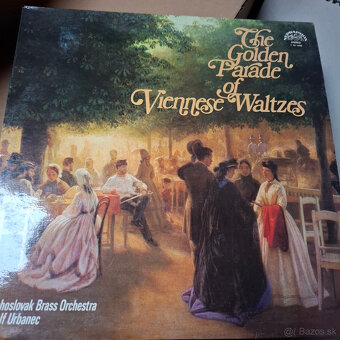 The
Golden
Parade
of
Viennese Waltzes
hoslovak Brass Orchestra
lf Urbanec
Bazos.sk